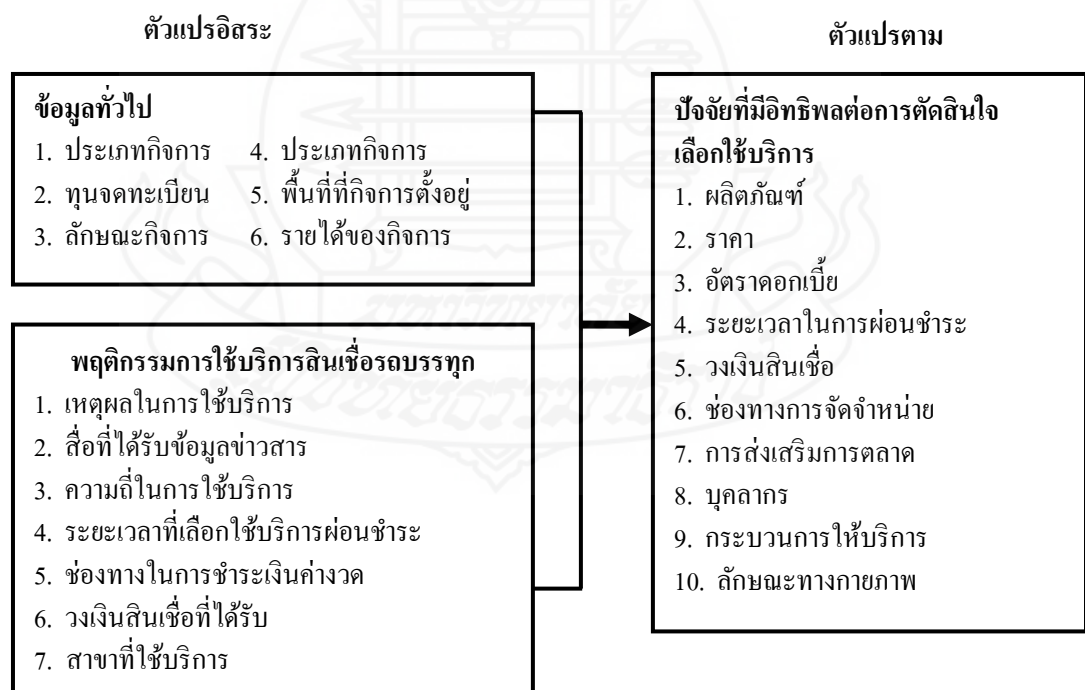 ตัวแปรอิสระ
ตัวแปรตาม
ข้อมูลทั่วไป
1. ประเภทกิจการ 4. ประเภทกิจการ
2. ทุนจดทะเบียน 5. พื้นที่ที่กิจการตั้งอยู่
3. ลักษณะกิจการ 6. รายได้ของกิจการ
พฤติกรรมการใช้บริการสินเชื่อรถบรรทุก
1. เหตุผลในการใช้บริการ
2. สื่อที่ได้รับข้อมูลข่าวสาร
3. ความถี่ในการใช้บริการ
4. ระยะเวลาที่เลือกใช้บริการผ่อนชำระ
5. ช่องทางในการชำระเงินค่างวด
6. วงเงินสินเชื่อที่ได้รับ
7. สาขาที่ใช้บริการ
ปัจจัยที่มีอิทธิพลต่อการตัดสินใจ
เลือกใช้บริการ
1. ผลิตภัณฑ์
2. ราคา
3. อัตราดอกเบี้ย
4. ระยะเวลาในการผ่อนชำระ
5. วงเงินสินเชื่อ
6. ช่องทางการจัดจำหน่าย
7. การส่งเสริมการตลาด
8. บุคลากร
9. กระบวนการให้บริการ
10. ลักษณะทางกายภาพ